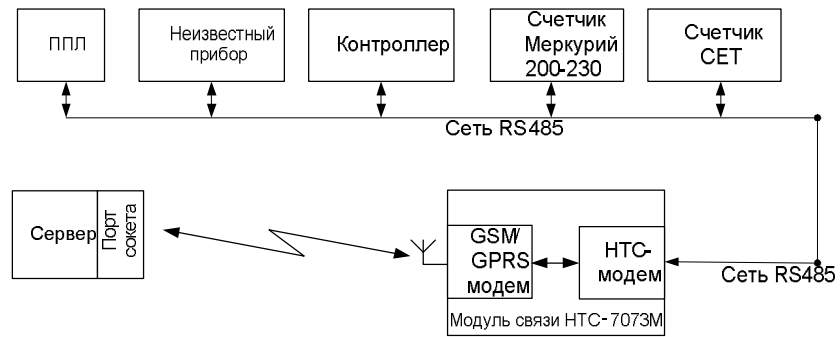 ППЛ
Неизвестный
прибор
Контроллер
Счетчик
Меркурий
200-230
Счетчик
СЕТ
Сеть RS485
Сервер
Порт
сокета
GSM/
GPRS
модем
НТС-
модем
Сеть RS485
Модуль связи НТС-7073М